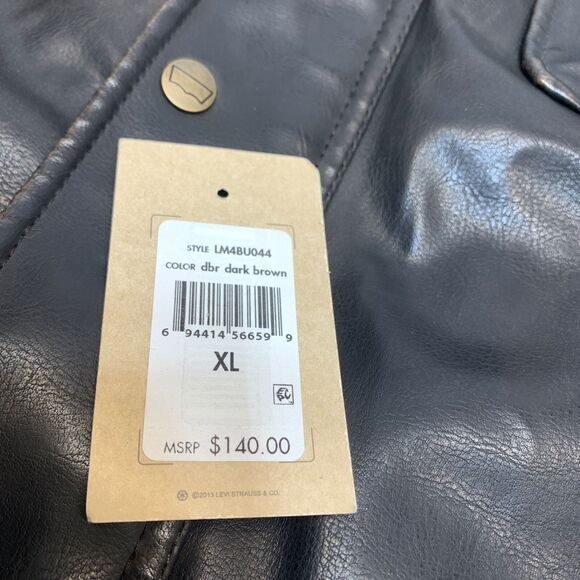 STYLE LM4BU044
COLOR dbr dark brown
6 94414 56659 9
XL
MSRP $140.00
©2013 LEVI STRAUSS & CO.